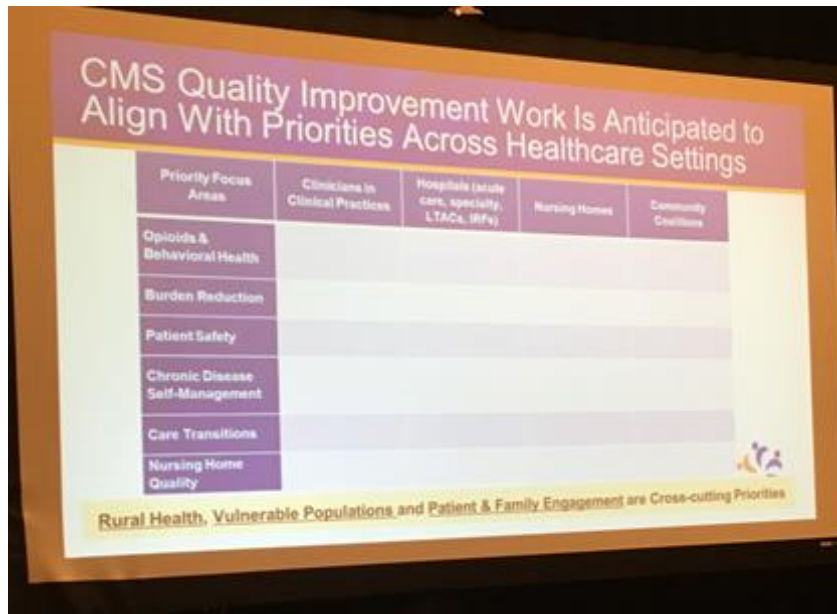 CMS Quality Improvement Work Is Anticipated to
Align With Priorities Across Healthcare Settings
Priority Focus
Areas
Clinicians in
Clinical Practices
Hospitals (acute
care, specialty,
LTACs, IRFs)
Nursing Homes
Community
Coalitions
Opioids &
Behavioral Health
Burden Reduction
Patient Safety
Chronic Disease
Self-Management
Care Transitions
Nursing Home
Quality
Rural Health, Vulnerable Populations and Patient & Family Engagement are Cross-cutting Priorities